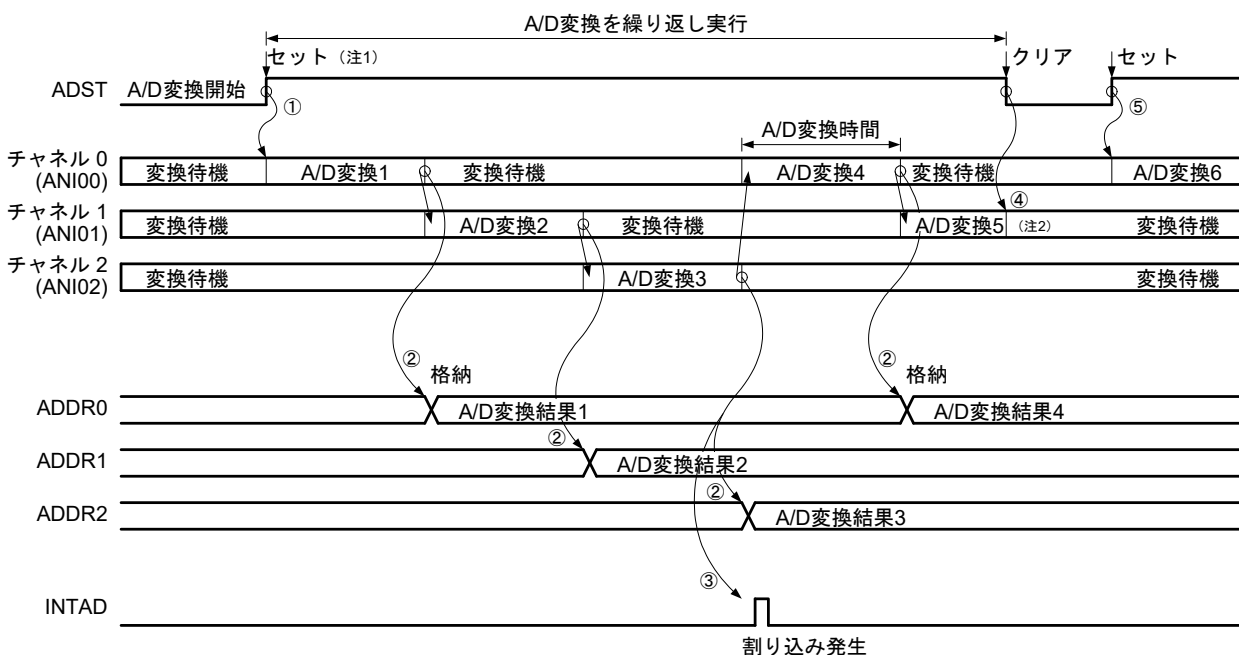 A/D変換を繰り返し実行
セット（注1）
クリア
セット
ADST
A/D変換開始
①
⑤
A/D変換時間
チャネル 0
(ANI00)
変換待機
A/D変換1
変換待機
A/D変換4
変換待機
A/D変換6
④
チャネル 1
(ANI01)
変換待機
A/D変換2
変換待機
A/D変換5
（注2）
変換待機
チャネル 2
(ANI02)
変換待機
A/D変換3
変換待機
②
格納
②
格納
ADDR0
A/D変換結果1
A/D変換結果4
②
ADDR1
A/D変換結果2
②
ADDR2
A/D変換結果3
③
INTAD
割り込み発生